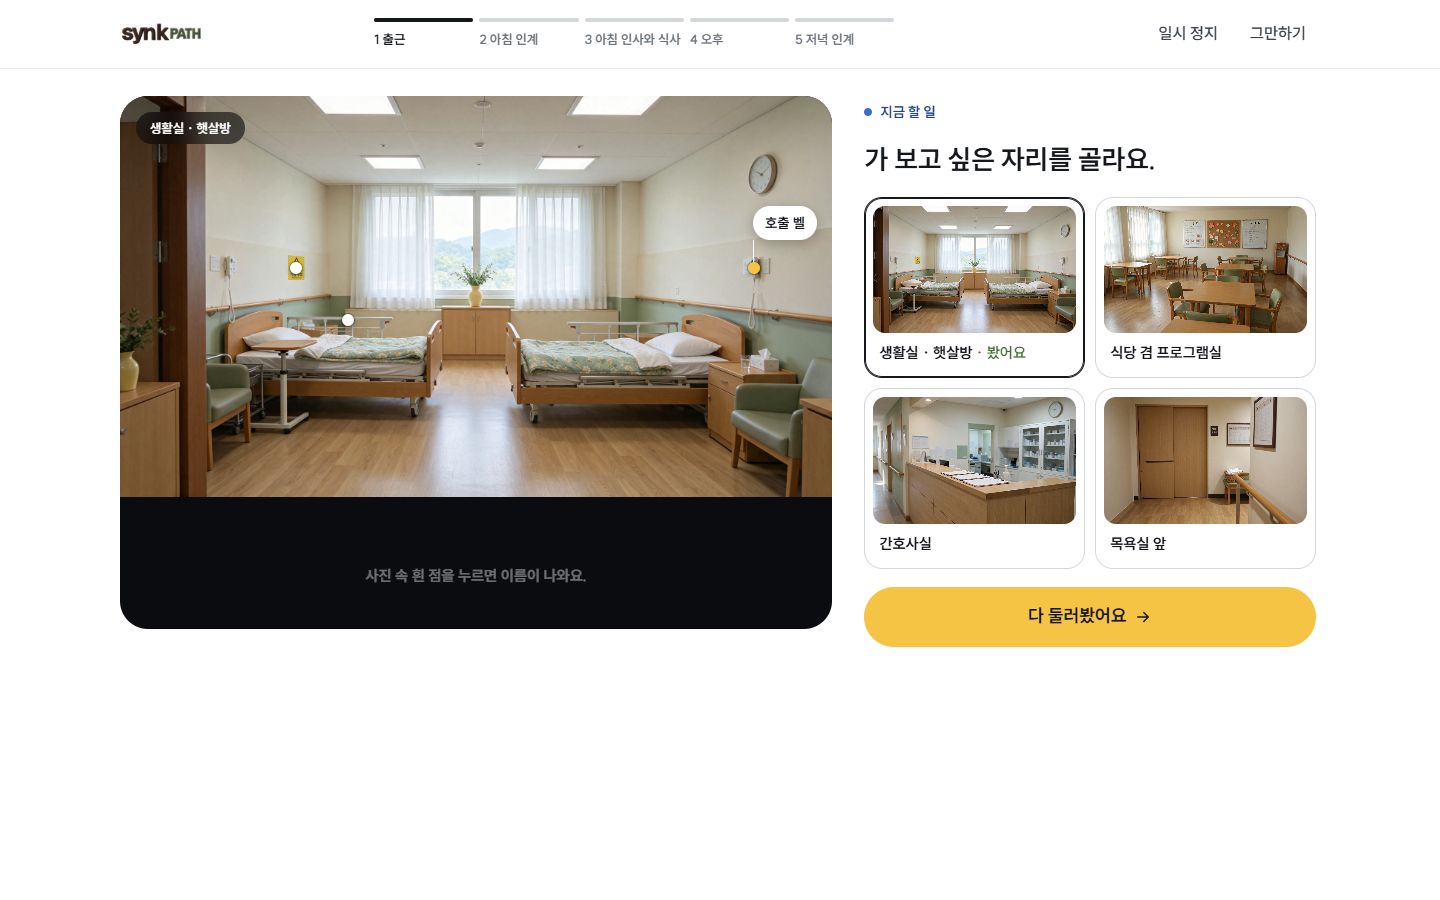 synkPATH
1 출근
2 아침 인계
3 아침 인사와 식사
4 오후
5 저녁 인계
일시 정지
그만하기
생활실 · 햇살방
호출 벨
사진 속 흰 점을 누르면 이름이 나와요.
지금 할 일
가 보고 싶은 자리를 골라요.
생활실 · 햇살방 · 봤어요
식당 겸 프로그램실
간호사실
목욕실 앞
다 둘러봤어요 →